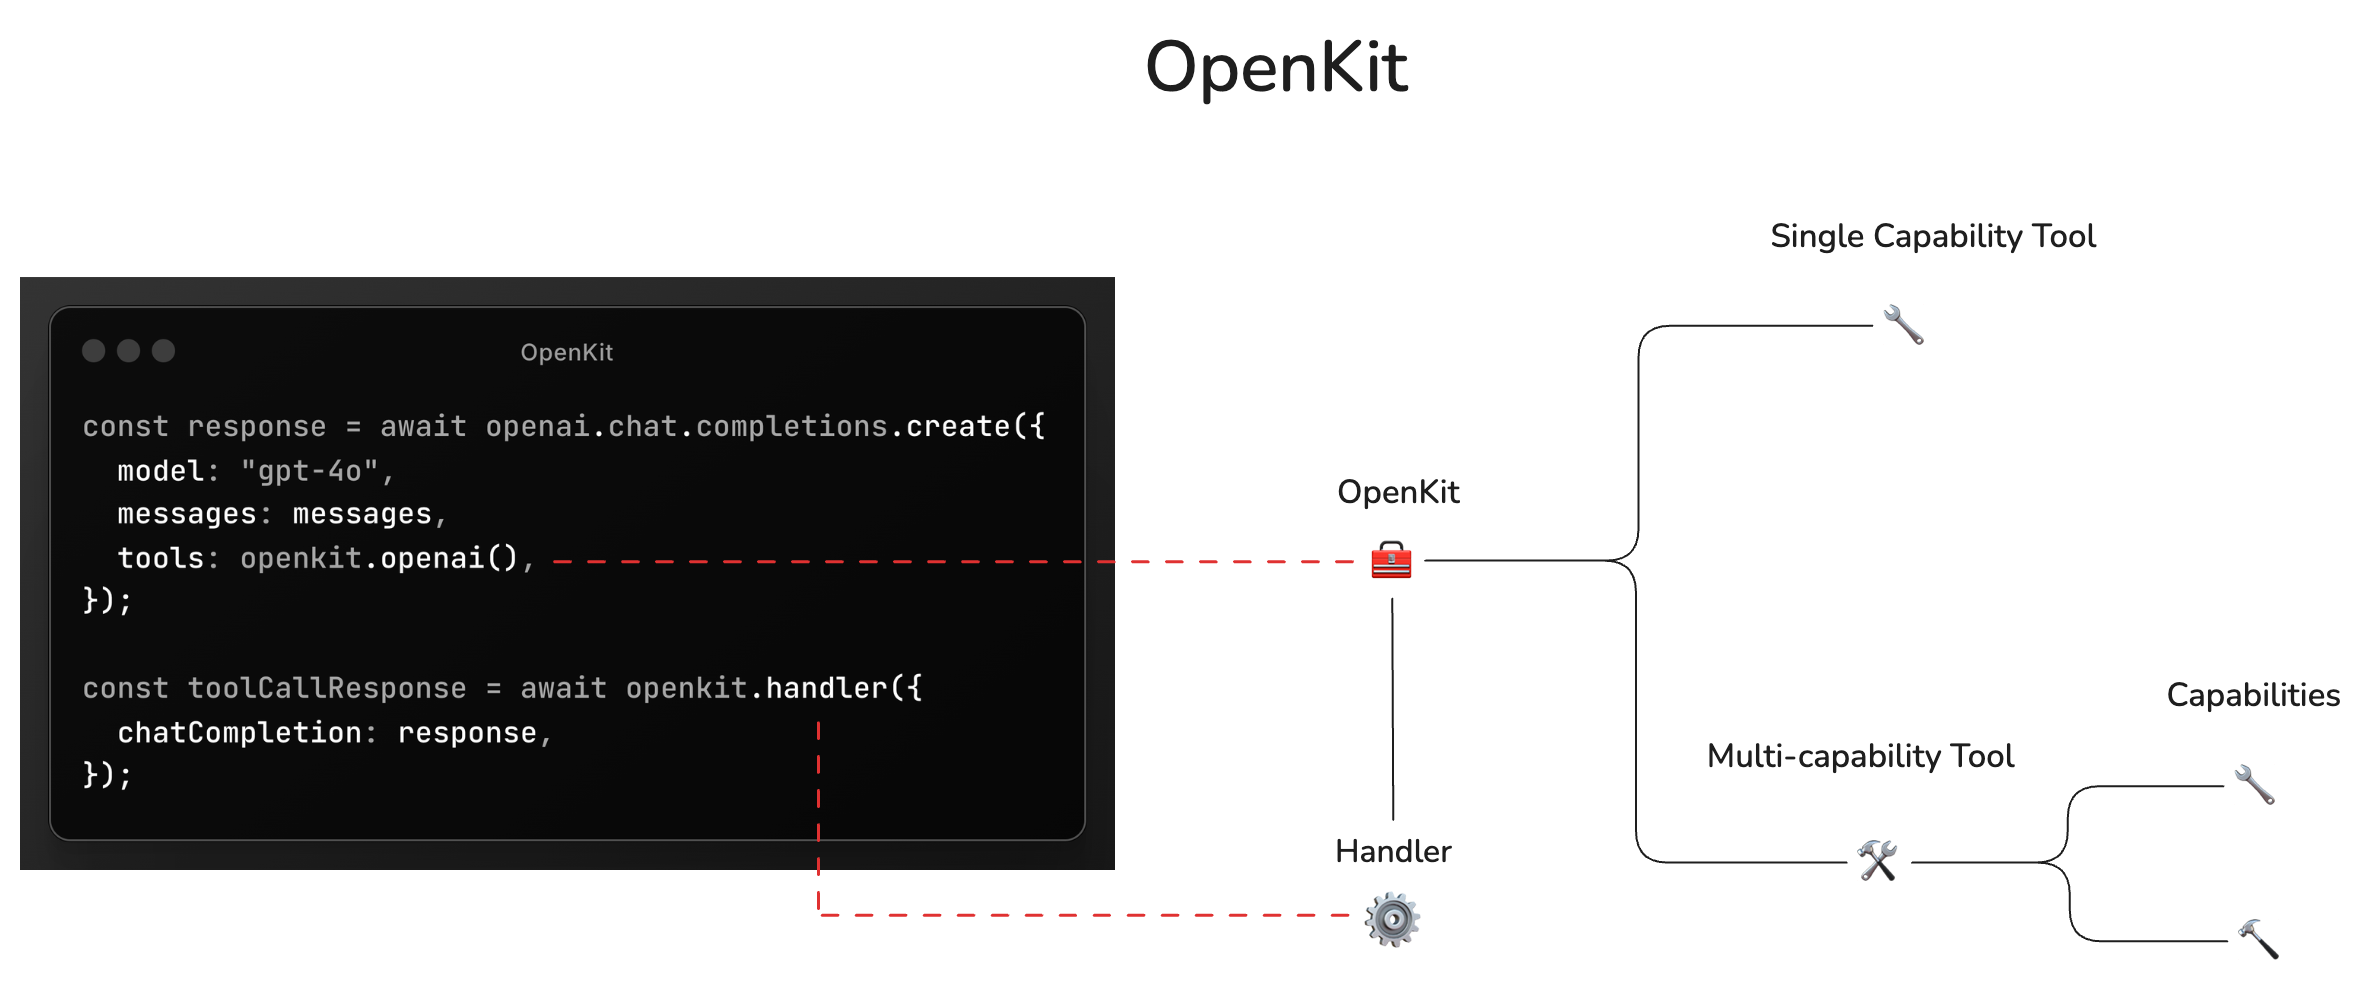 OpenKit
OpenKit
const response = await openai.chat.completions.create({
  model: "gpt-4o",
  messages: messages,
  tools: openkit.openai(),
});
const toolCallResponse = await openkit.handler({
  chatCompletion: response,
});
OpenKit
Handler
Single Capability Tool
Multi-capability Tool
Capabilities